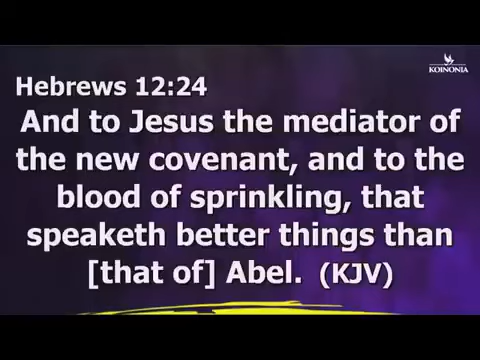 KOINONIA
Hebrews 12:24
And to Jesus the mediator of
the new covenant, and to the
blood of sprinkling, that
speaketh better things than
[that of] Abel. (KJV)